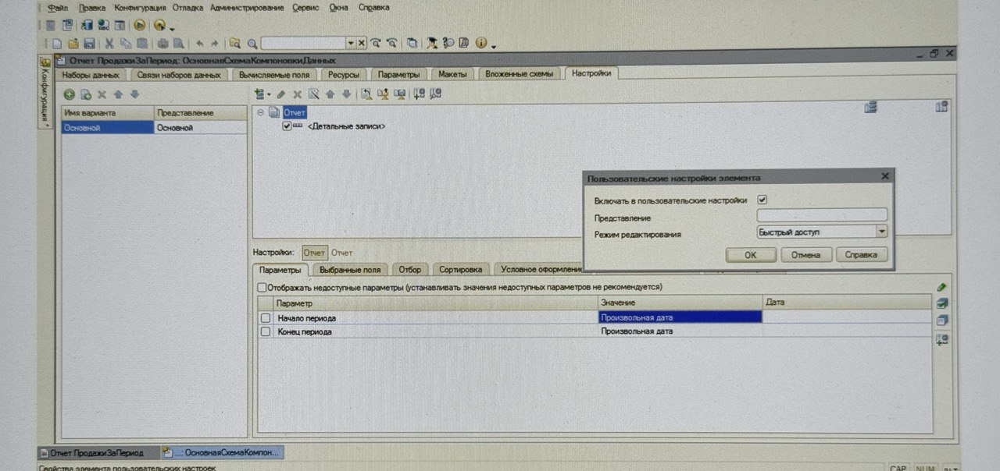 Файл Правка Конфигурация Отладка Администрирование Сервис Окна Справка
Отчет ПродажиЗаПериод: ОсновнаяСхемаКомпоновкиДанных
Конфигурация *
Наборы данных Связи наборов данных Вычисляемые поля Ресурсы Параметры Макеты Вложенные схемы Настройки
Имя варианта Представление
Основной Основной
Отчет
<Детальные записи>
Пользовательские настройки элемента
Включать в пользовательские настройки
Представление
Режим редактирования Быстрый доступ
OK Отмена Справка
Настройки: Отчет Отчет
Параметры Выбранные поля Отбор Сортировка Условное оформление
Отображать недоступные параметры (устанавливать значения недоступных параметров не рекомендуется)
Параметр Значение Дата
Начало периода Произвольная дата
Конец периода Произвольная дата
Отчет ПродажиЗаПериод ...: ОсновнаяСхемаКомпон...
Свойства элемента пользовательских настроек CAP NUM